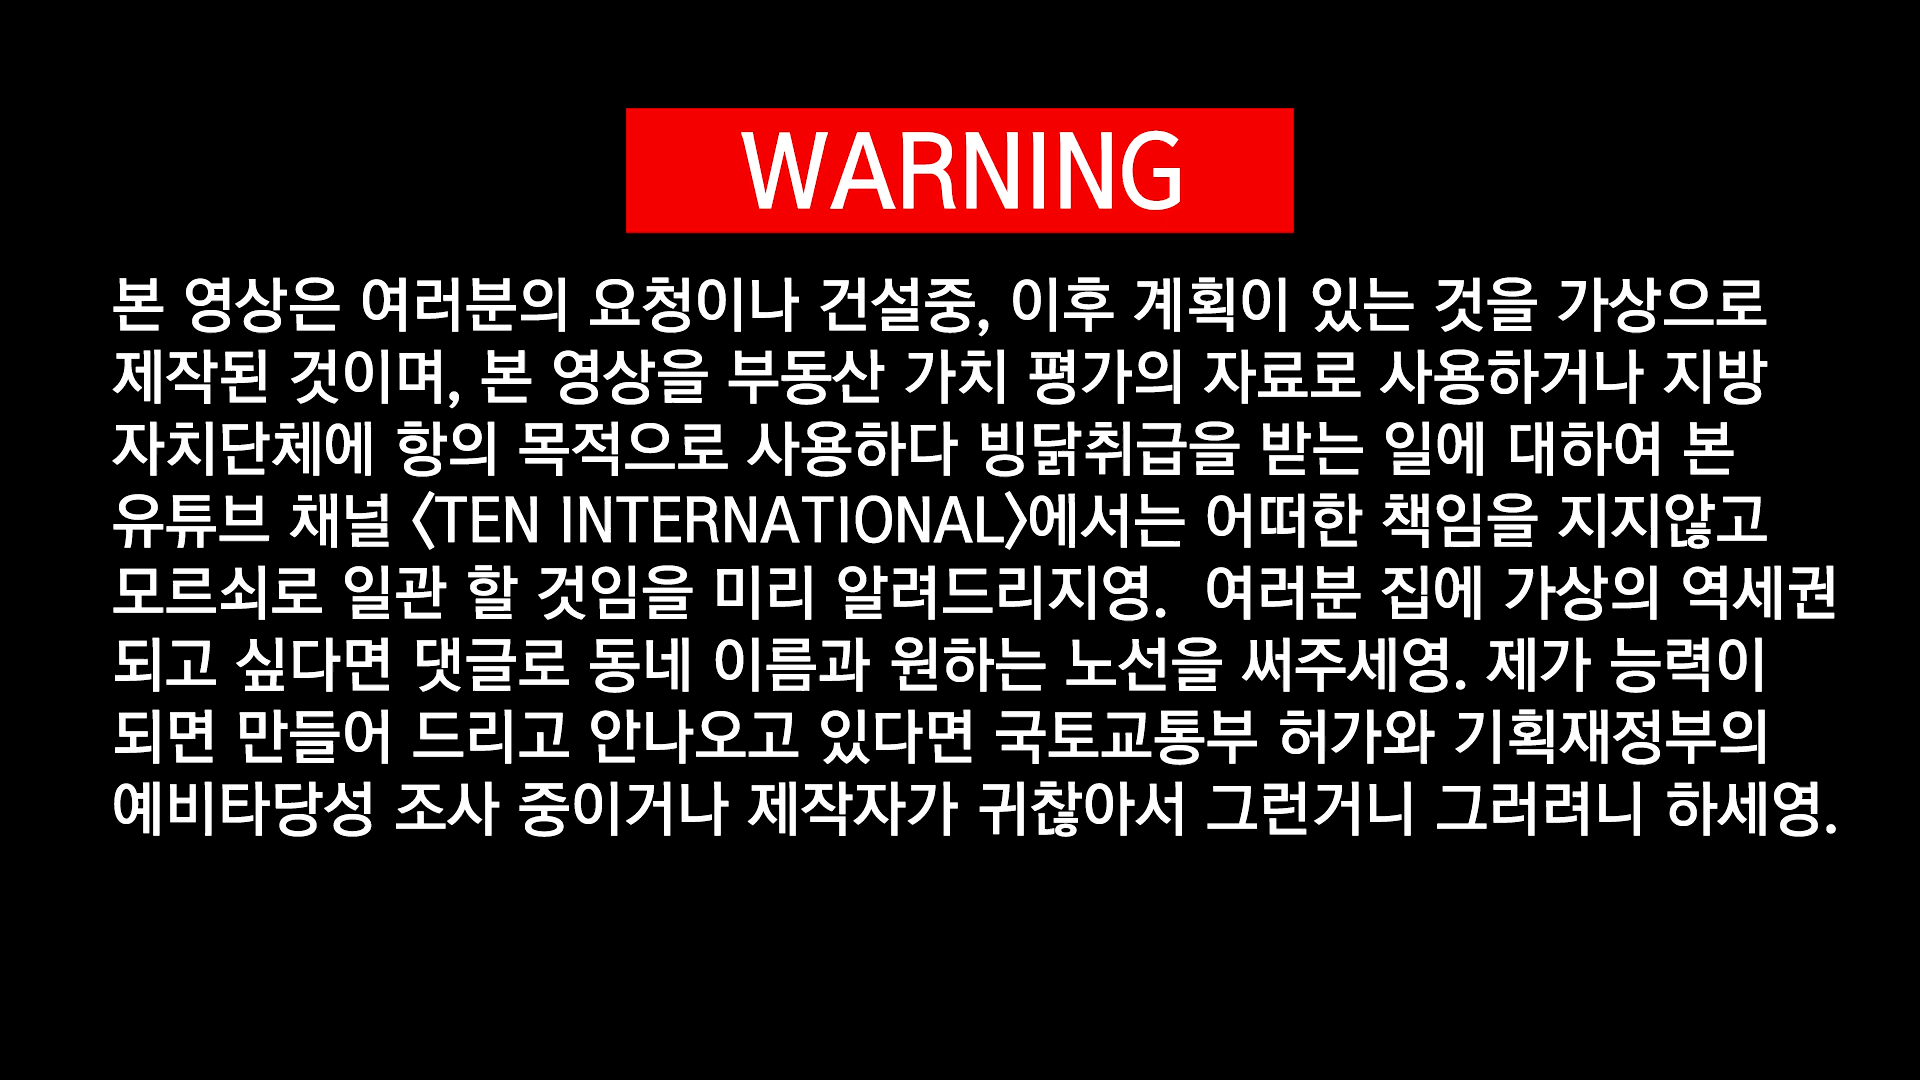 WARNING
본 영상은 여러분의 요청이나 건설중, 이후 계획이 있는 것을 가상으로
제작된 것이며, 본 영상을 부동산 가치 평가의 자료로 사용하거나 지방
자치단체에 항의 목적으로 사용하다 빙닭취급을 받는 일에 대하여 본
유튜브 채널 〈TEN INTERNATIONAL〉에서는 어떠한 책임을 지지않고
모르쇠로 일관 할 것임을 미리 알려드리지영.  여러분 집에 가상의 역세권
되고 싶다면 댓글로 동네 이름과 원하는 노선을 써주세영. 제가 능력이
되면 만들어 드리고 안나오고 있다면 국토교통부 허가와 기획재정부의
예비타당성 조사 중이거나 제작자가 귀찮아서 그런거니 그러려니 하세영.